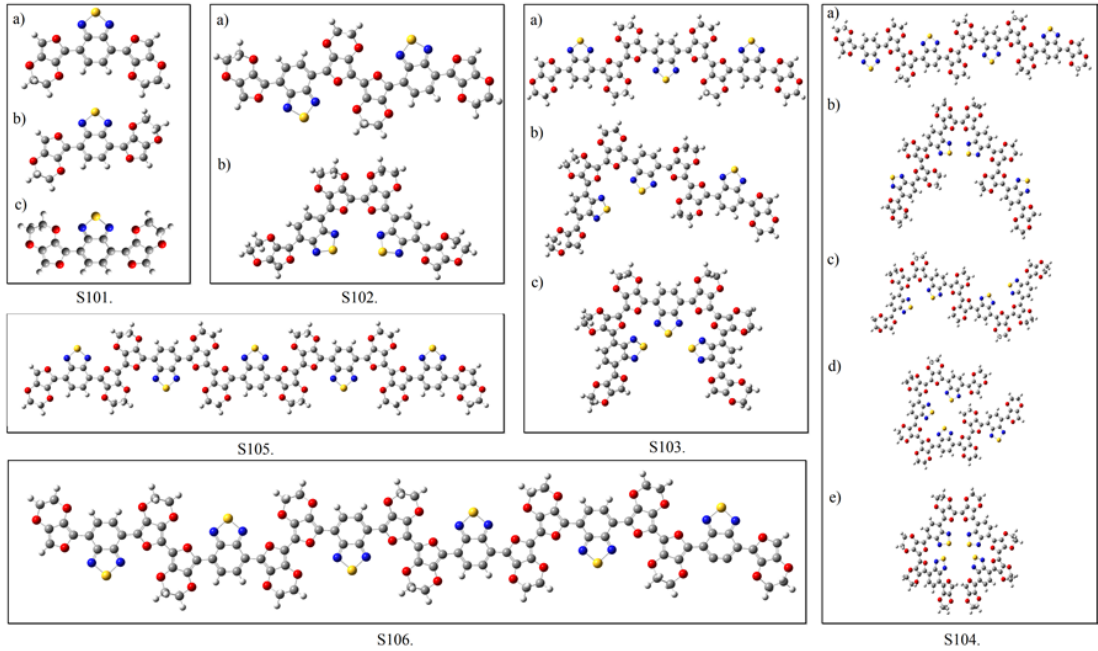 a)
b)
c)
S101.
a)
b)
S102.
a)
b)
c)
S103.
a)
b)
c)
d)
e)
S104.
S105.
S106.